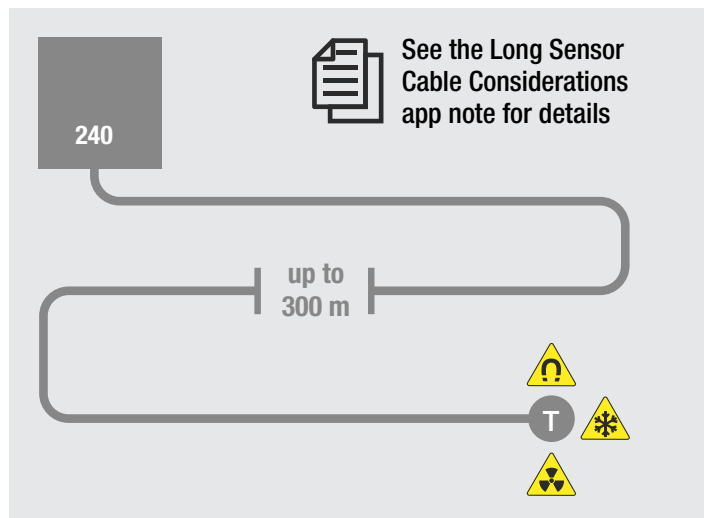 See the Long Sensor
Cable Considerations
app note for details
240
up to
300 m
T